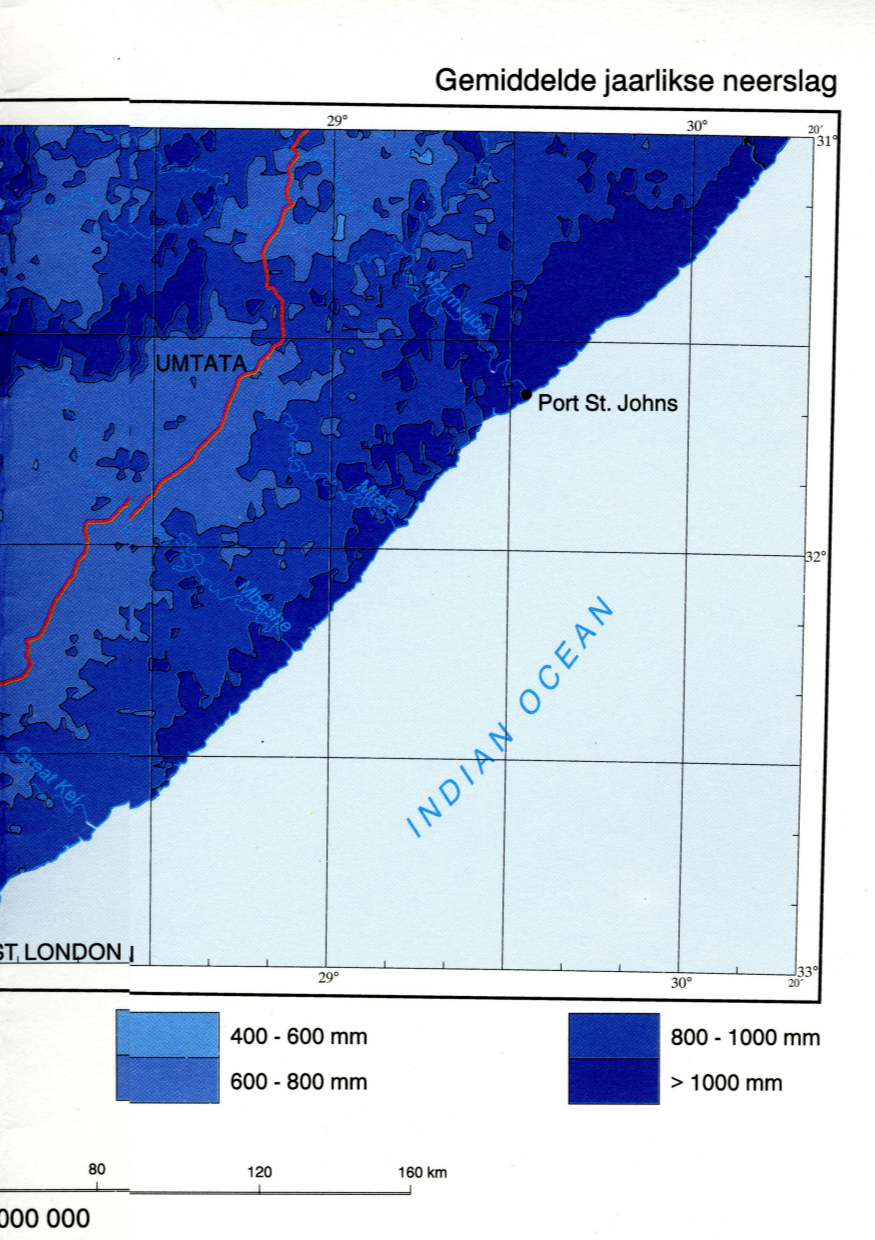 Gemiddelde jaarlikse neerslag
29° 30° 20´
31°
Mzimvubu
UMTATA
Port St. Johns
Mtata
32°
Mbashe
INDIAN OCEAN
Great Kei
ST LONDON
33°
29° 30° 20´
400 - 600 mm 800 - 1000 mm
600 - 800 mm > 1000 mm
80 120 160 km
000 000